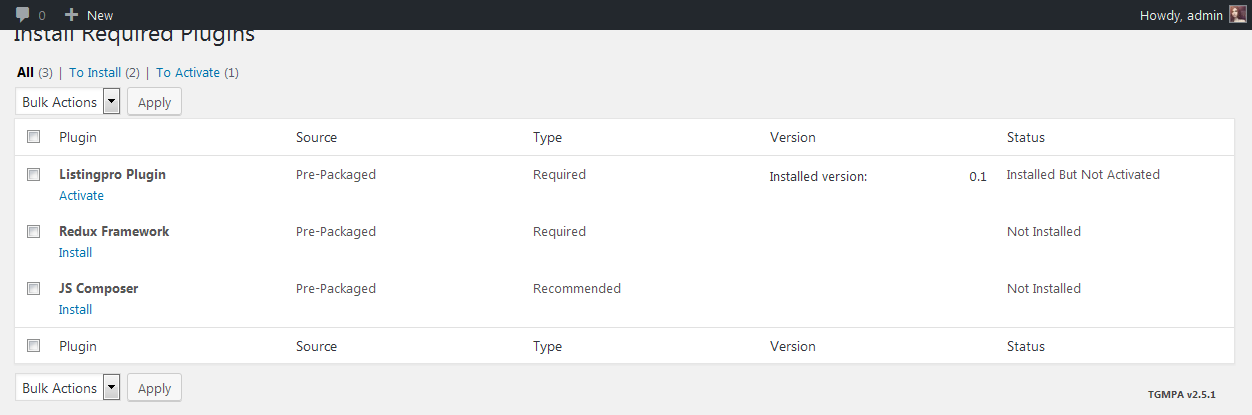 0 New Howdy, admin
Install Required Plugins
All (3) | To Install (2) | To Activate (1)
Bulk Actions Apply
Plugin Source Type Version Status
Listingpro Plugin Pre-Packaged Required Installed version: 0.1 Installed But Not Activated
Activate
Redux Framework Pre-Packaged Required Not Installed
Install
JS Composer Pre-Packaged Recommended Not Installed
Install
Plugin Source Type Version Status
Bulk Actions Apply
TGMPA v2.5.1